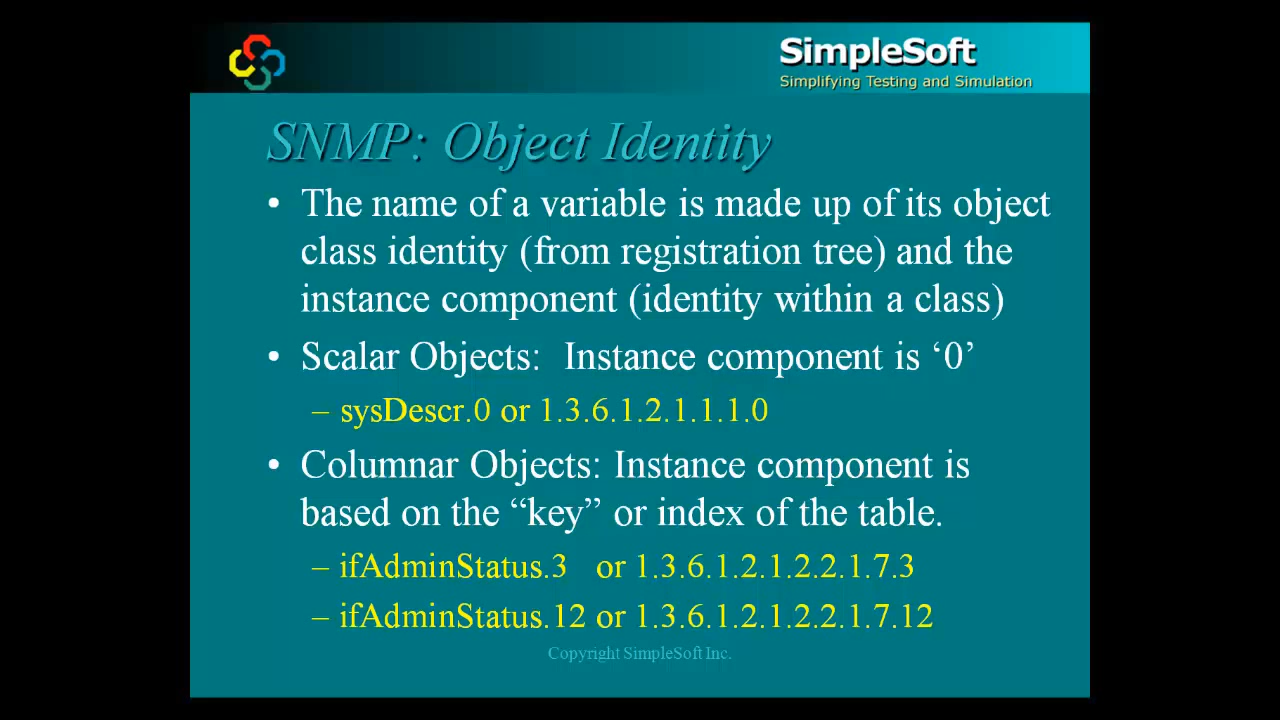 SimpleSoft
Simplifying Testing and Simulation
SNMP: Object Identity
• The name of a variable is made up of its object
class identity (from registration tree) and the
instance component (identity within a class)
• Scalar Objects:  Instance component is ‘0’
– sysDescr.0 or 1.3.6.1.2.1.1.1.0
• Columnar Objects: Instance component is
based on the “key” or index of the table.
– ifAdminStatus.3   or 1.3.6.1.2.1.2.2.1.7.3
– ifAdminStatus.12 or 1.3.6.1.2.1.2.2.1.7.12
Copyright SimpleSoft Inc.